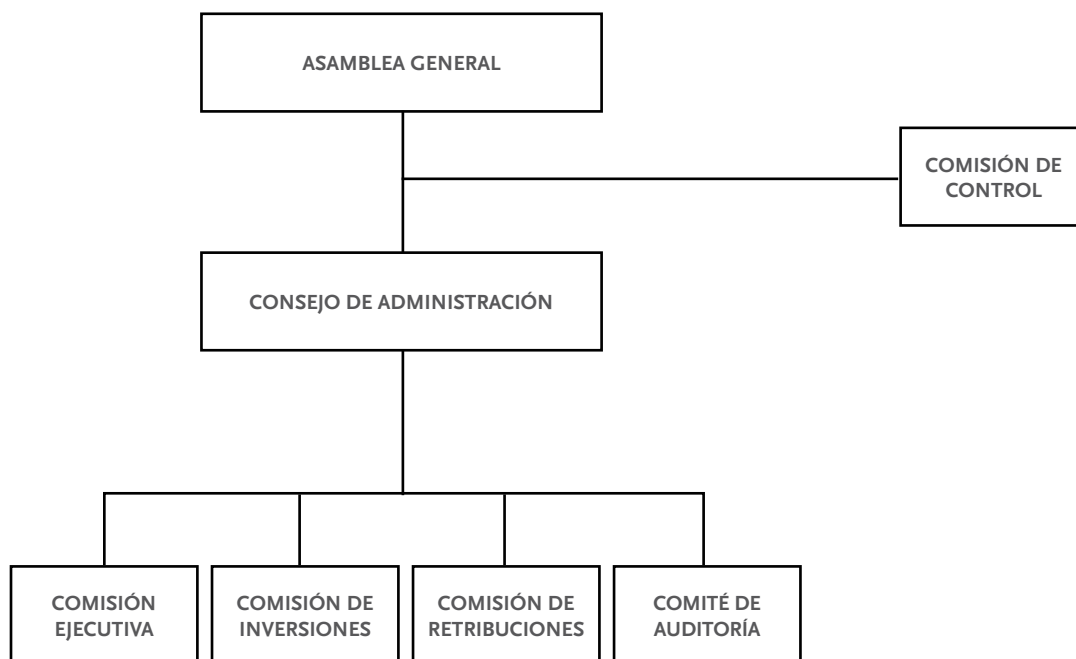 ASAMBLEA GENERAL
COMISIÓN DE
CONTROL
CONSEJO DE ADMINISTRACIÓN
COMISIÓN
EJECUTIVA
COMISIÓN DE
INVERSIONES
COMISIÓN DE
RETRIBUCIONES
COMITÉ DE
AUDITORÍA